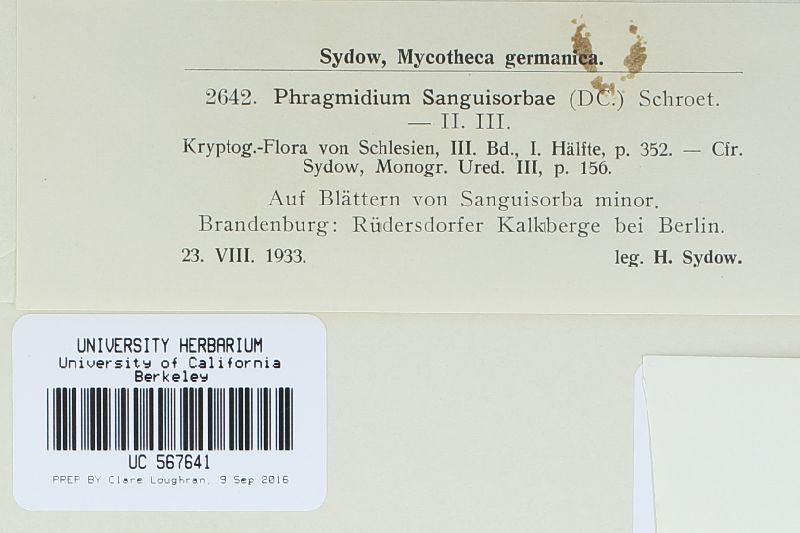 Sydow, Mycotheca germanica.
2642. Phragmidium Sanguisorbae (DC.) Schroet.
— II. III.
Kryptog.-Flora von Schlesien, III. Bd., I. Hälfte, p. 352. — Cfr.
Sydow, Monogr. Ured. III, p. 156.
Auf Blättern von Sanguisorba minor.
Brandenburg: Rüdersdorfer Kalkberge bei Berlin.
23. VIII. 1933. leg. H. Sydow.
UNIVERSITY HERBARIUM
University of California
Berkeley
UC 567641
PREP BY Clare Loughran, 9 Sep 2016